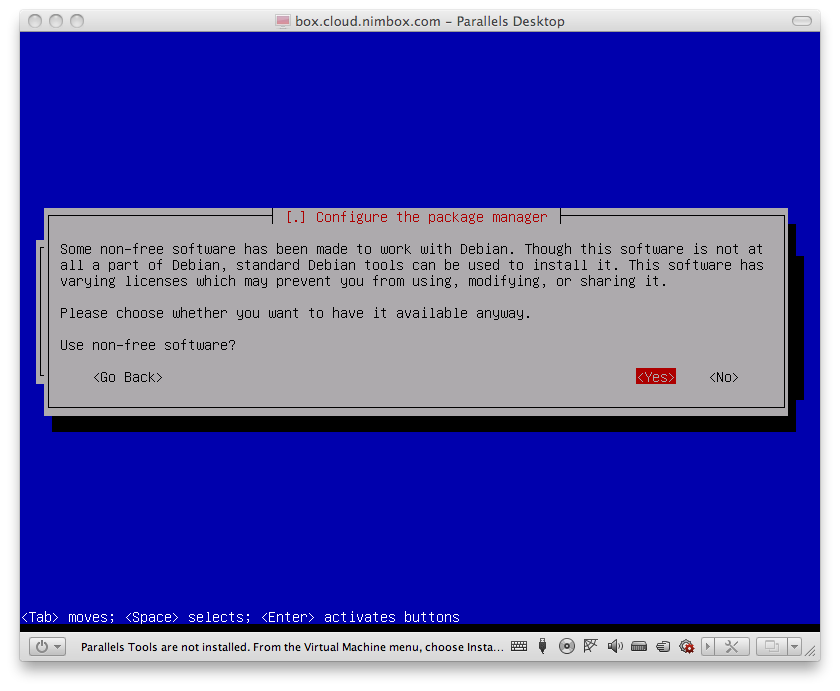 box.cloud.nimbox.com – Parallels Desktop
[.] Configure the package manager
Some non-free software has been made to work with Debian. Though this software is not at
all a part of Debian, standard Debian tools can be used to install it. This software has
varying licenses which may prevent you from using, modifying, or sharing it.
Please choose whether you want to have it available anyway.
Use non-free software?
<Go Back> <Yes> <No>
<Tab> moves; <Space> selects; <Enter> activates buttons
Parallels Tools are not installed. From the Virtual Machine menu, choose Insta...